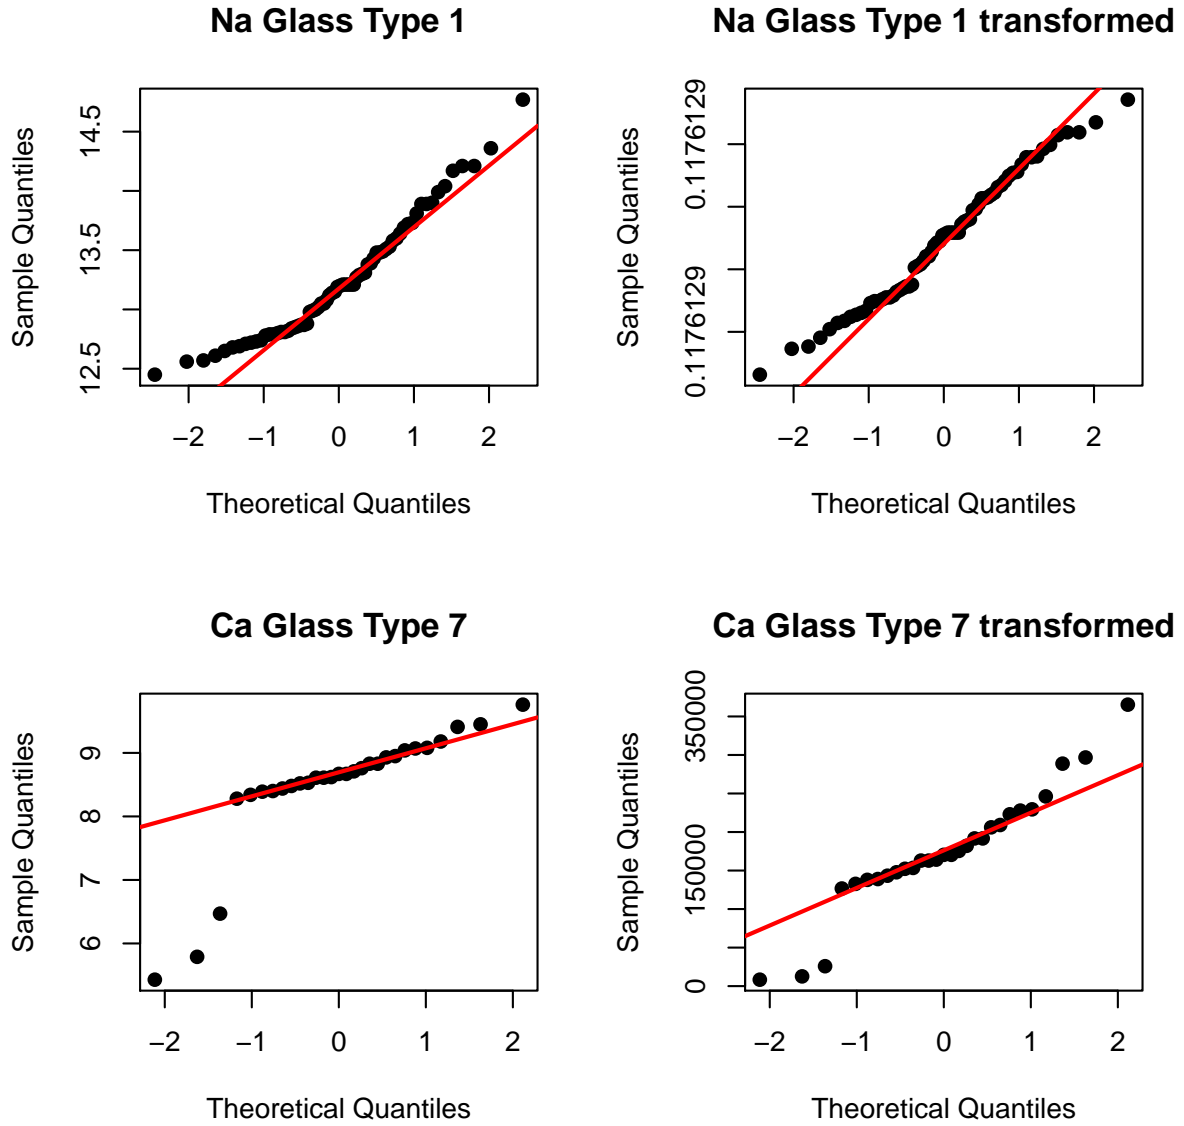 Na Glass Type 1
Sample Quantiles
12.5 13.5 14.5
−2 −1 0 1 2
Theoretical Quantiles
Na Glass Type 1 transformed
Sample Quantiles
0.1176129 0.1176129
−2 −1 0 1 2
Theoretical Quantiles
Ca Glass Type 7
Sample Quantiles
6 7 8 9
−2 −1 0 1 2
Theoretical Quantiles
Ca Glass Type 7 transformed
Sample Quantiles
0 150000 350000
−2 −1 0 1 2
Theoretical Quantiles